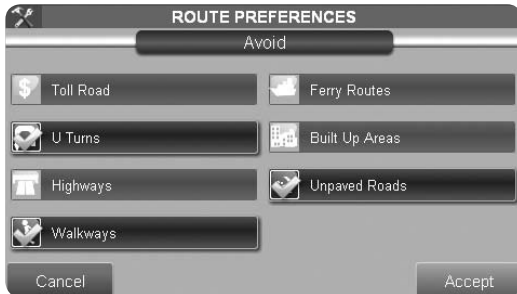 ROUTE PREFERENCES
Avoid
$ Toll Road
Ferry Routes
U Turns
Built Up Areas
Highways
Unpaved Roads
Walkways
Cancel
Accept